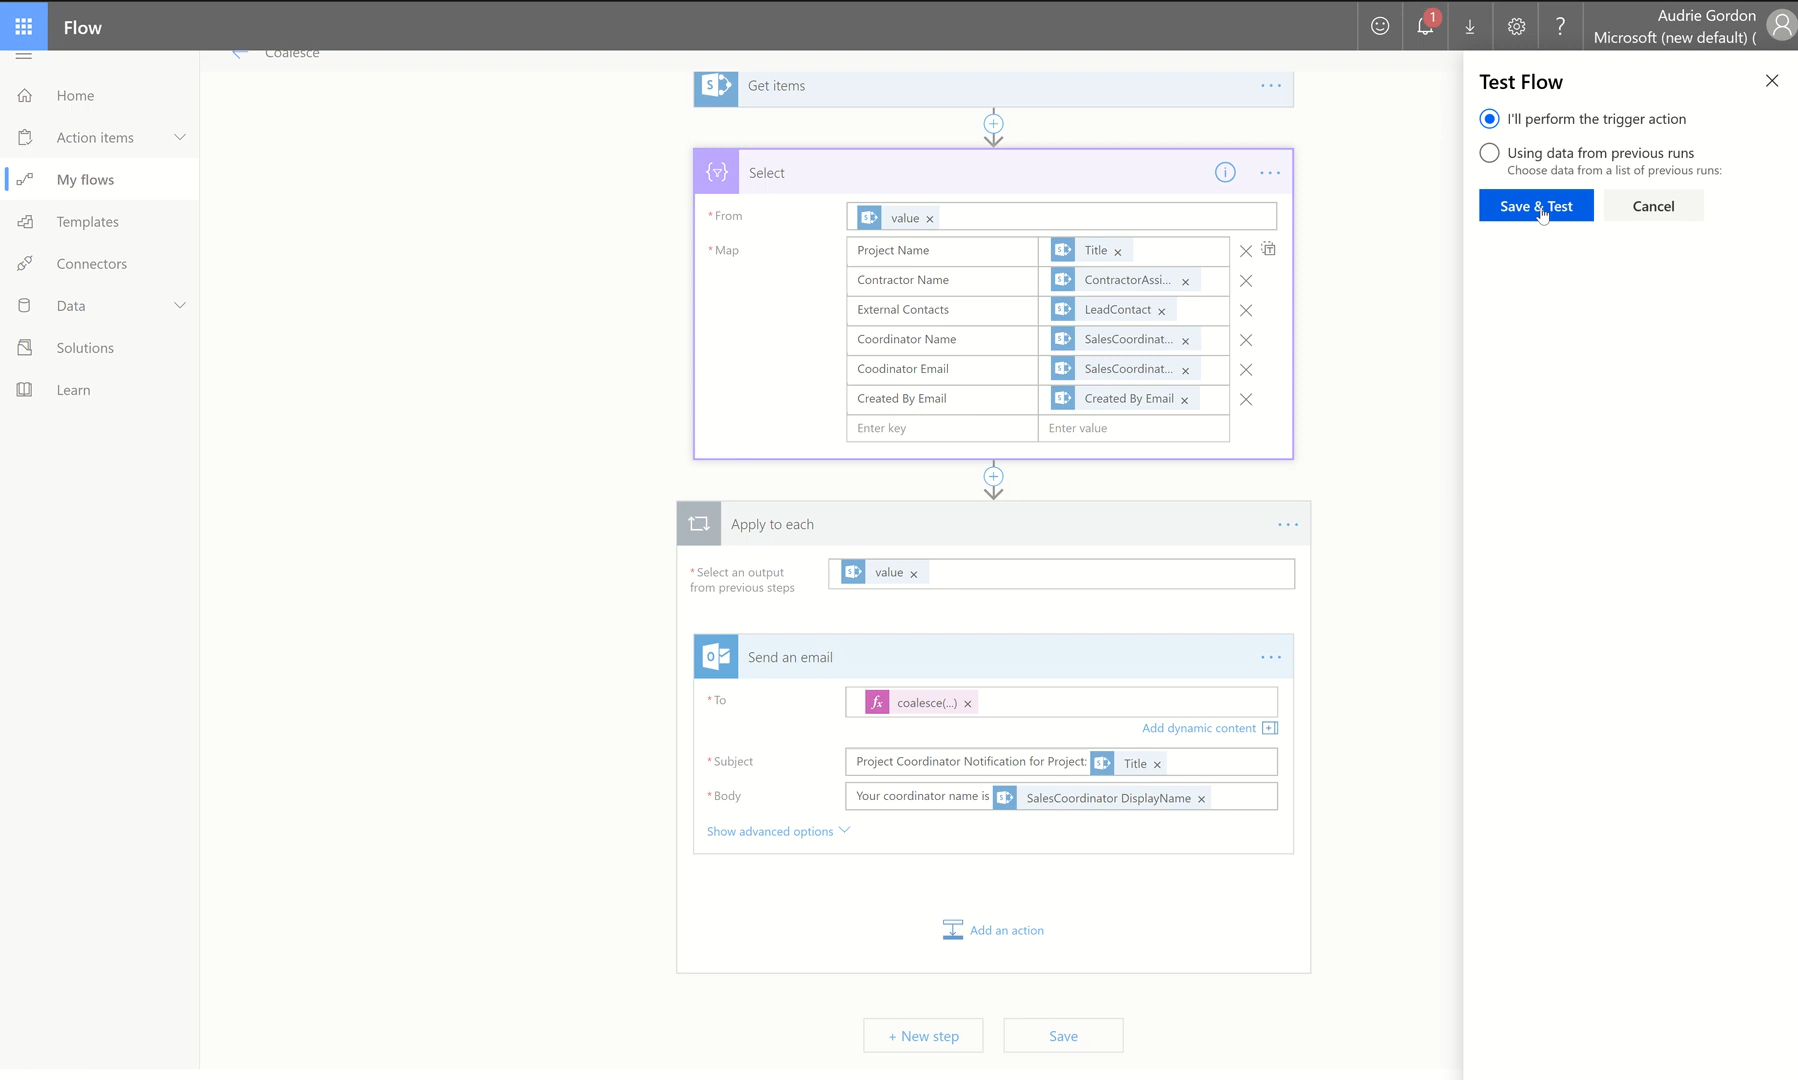 Flow
1
?
Audrie Gordon
Microsoft (new default) (
Coalesce
Home
Action items
My flows
Templates
Connectors
Data
Solutions
Learn
Get items
Select
* From
value ×
* Map
Project Name
Title ×
Contractor Name
ContractorAssi... ×
External Contacts
LeadContact ×
Coordinator Name
SalesCoordinat... ×
Coodinator Email
SalesCoordinat... ×
Created By Email
Created By Email ×
Enter key
Enter value
Apply to each
* Select an output
from previous steps
value ×
Send an email
* To
fx coalesce(...) ×
Add dynamic content
* Subject
Project Coordinator Notification for Project: Title ×
* Body
Your coordinator name is SalesCoordinator DisplayName ×
Show advanced options
Add an action
+ New step
Save
Test Flow
I'll perform the trigger action
Using data from previous runs
Choose data from a list of previous runs:
Save & Test
Cancel